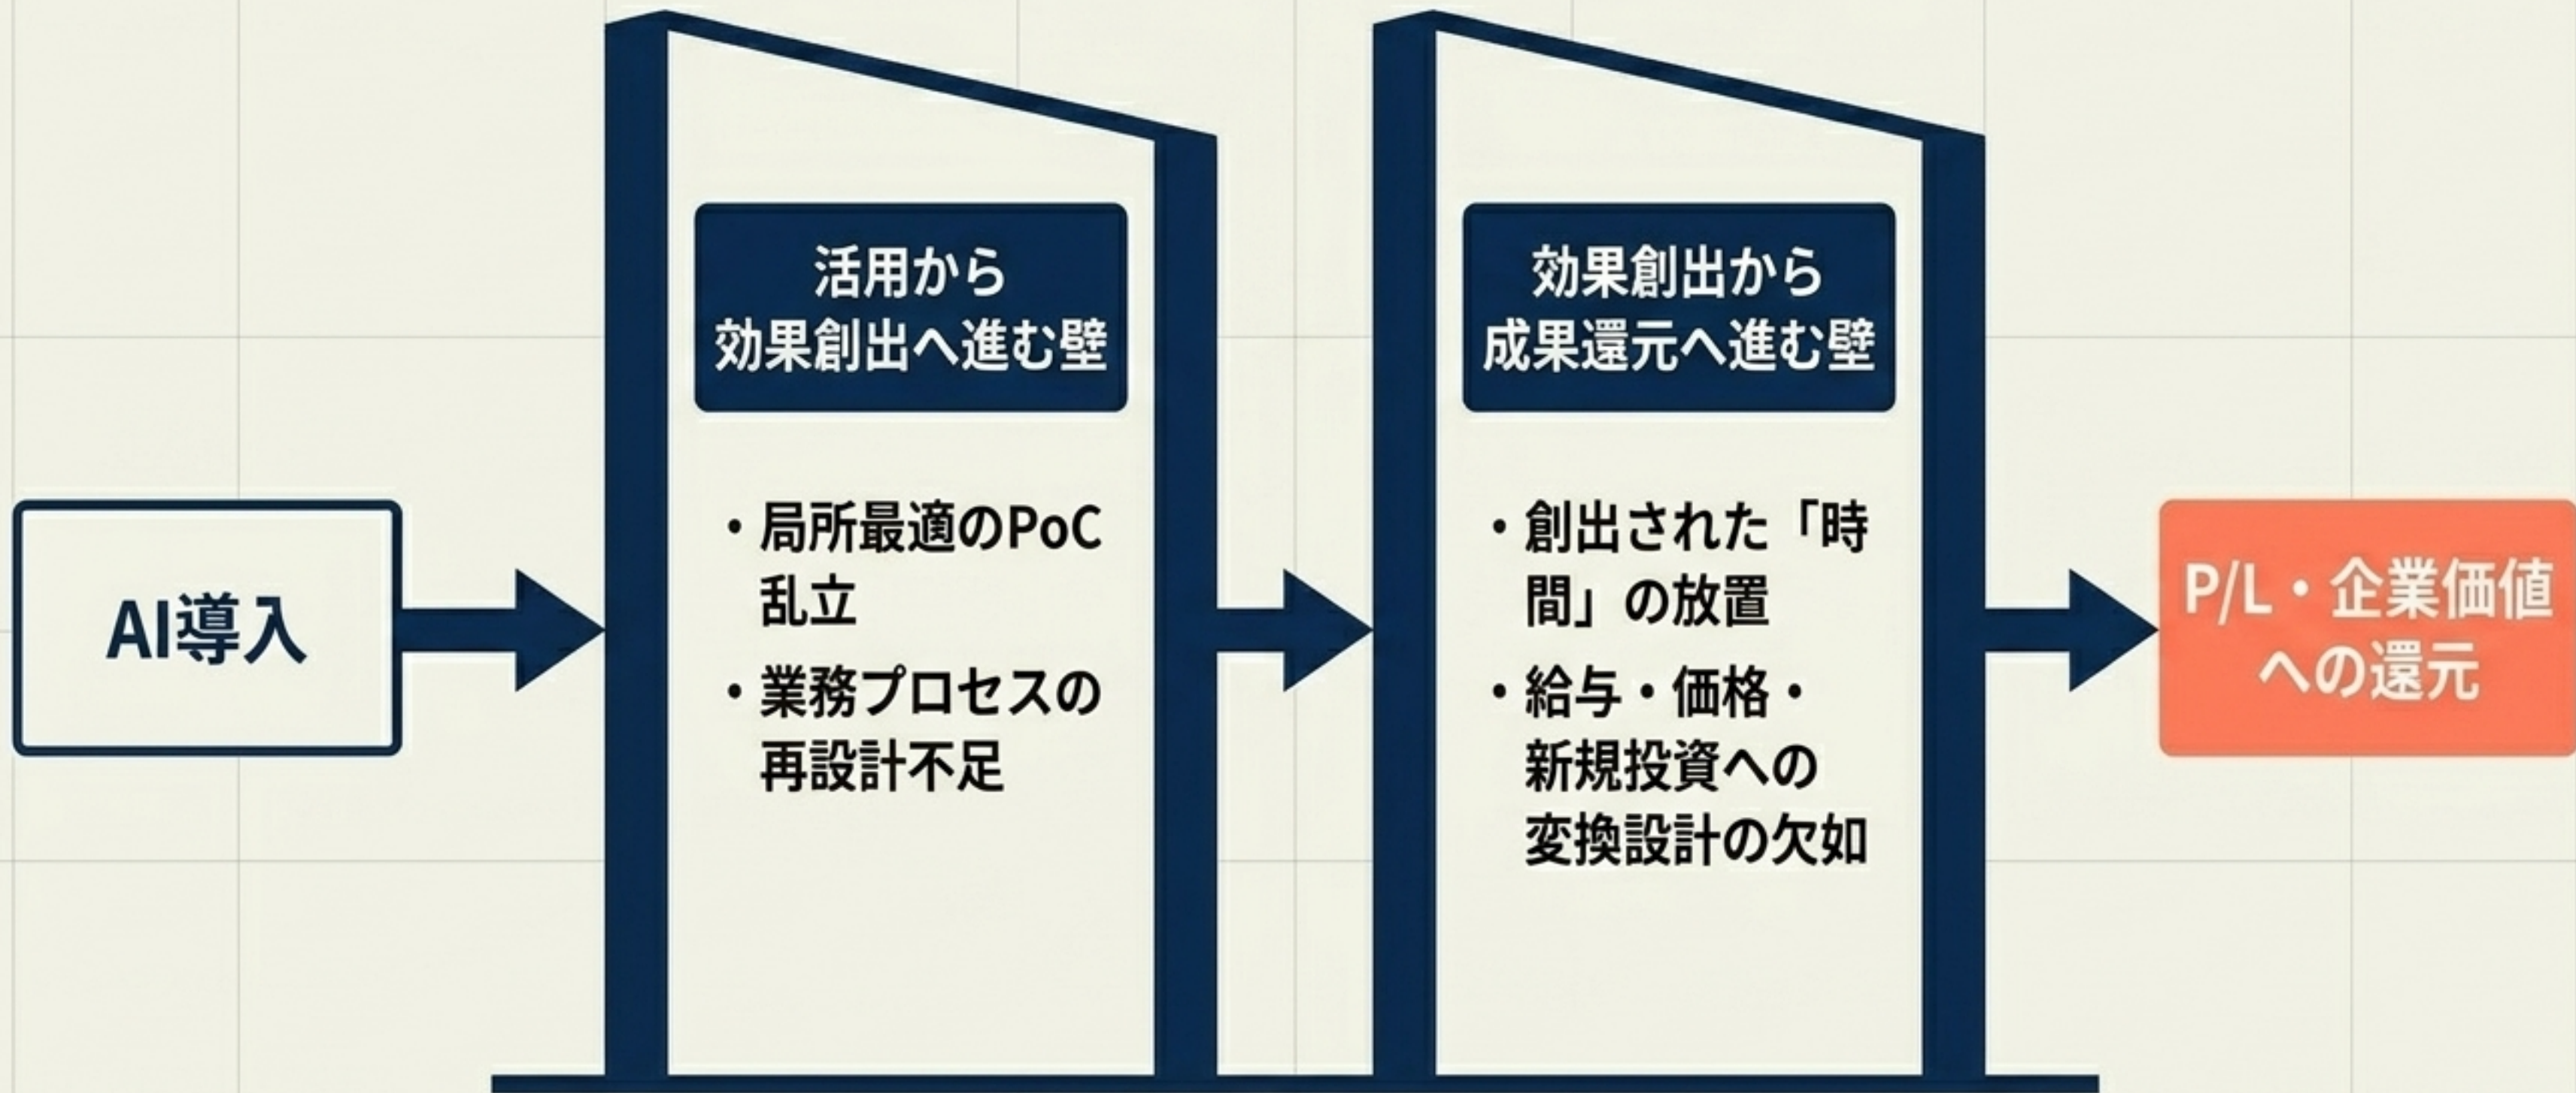 AI導入
活用から
効果創出へ進む壁
・局所最適のPoC
乱立
・業務プロセスの
再設計不足
効果創出から
成果還元へ進む壁
・創出された「時
間」の放置
・給与・価格・
新規投資への
変換設計の欠如
P/L・企業価値
への還元